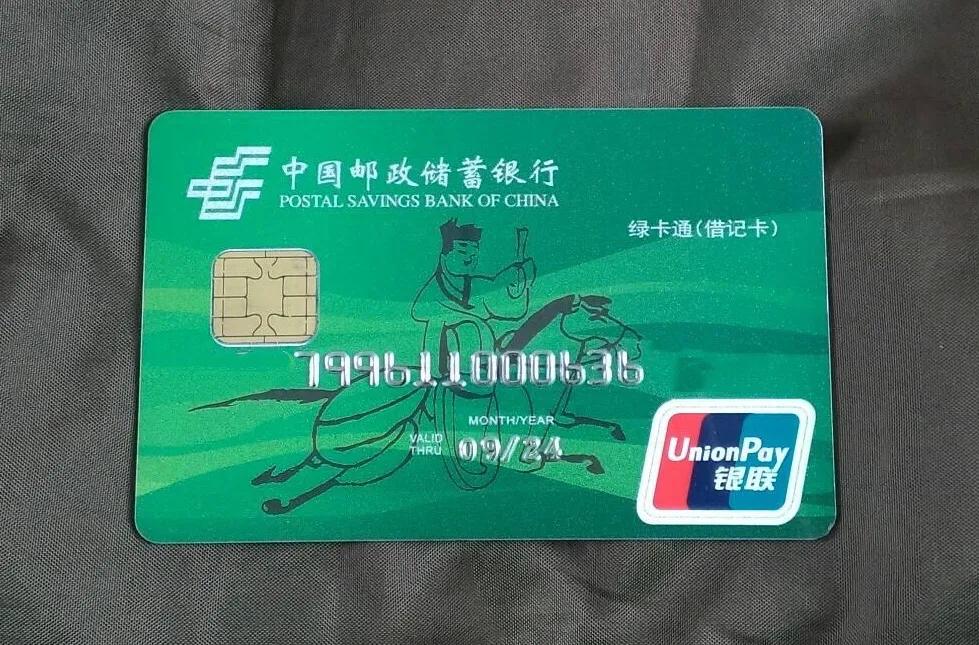 中国邮政储蓄银行
POSTAL SAVINGS BANK OF CHINA
绿卡通(借记卡)
799611000636
MONTH/YEAR
VALID
THRU 09/24
UnionPay
银联